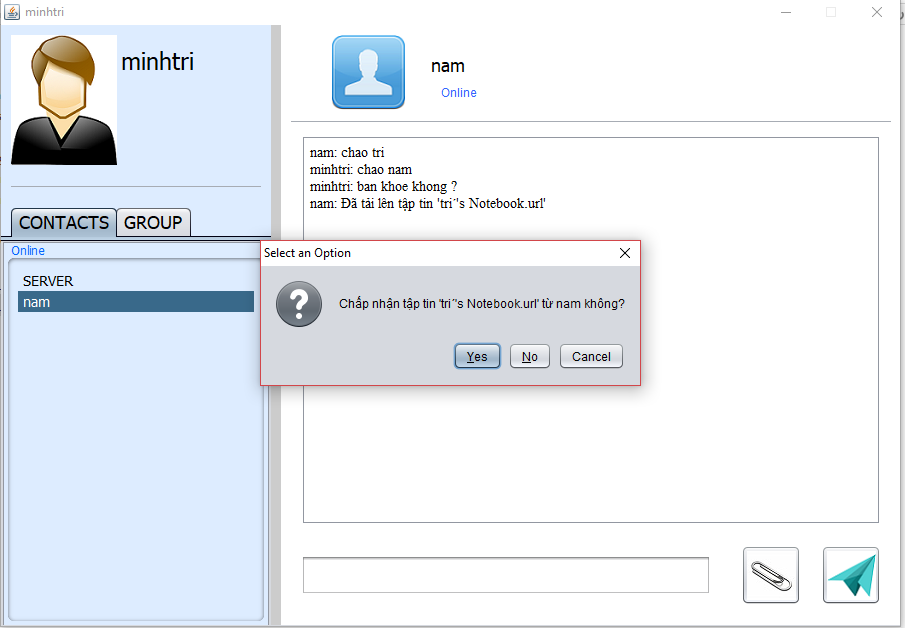 minhtri
minhtri
nam
Online
CONTACTS
GROUP
Online
SERVER
nam
nam: chao tri
minhtri: chao nam
minhtri: ban khoe khong ?
nam: Đã tải lên tập tin 'tri˜'s Notebook.url'
Select an Option
Chấp nhận tập tin 'tri˜'s Notebook.url' từ nam không?
Yes
No
Cancel